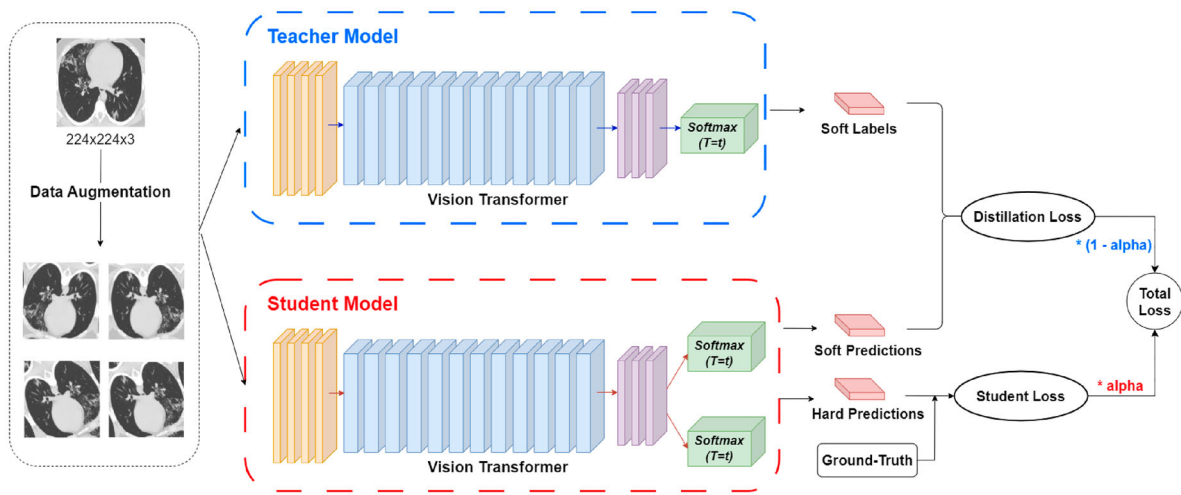 224x224x3
Data Augmentation
Teacher Model
Softmax
(T=t)
Vision Transformer
Soft Labels
Student Model
Softmax
(T=t)
Softmax
(T=t)
Vision Transformer
Soft Predictions
Hard Predictions
Ground-Truth
Distillation Loss
* (1 - alpha)
Student Loss
* alpha
Total
Loss